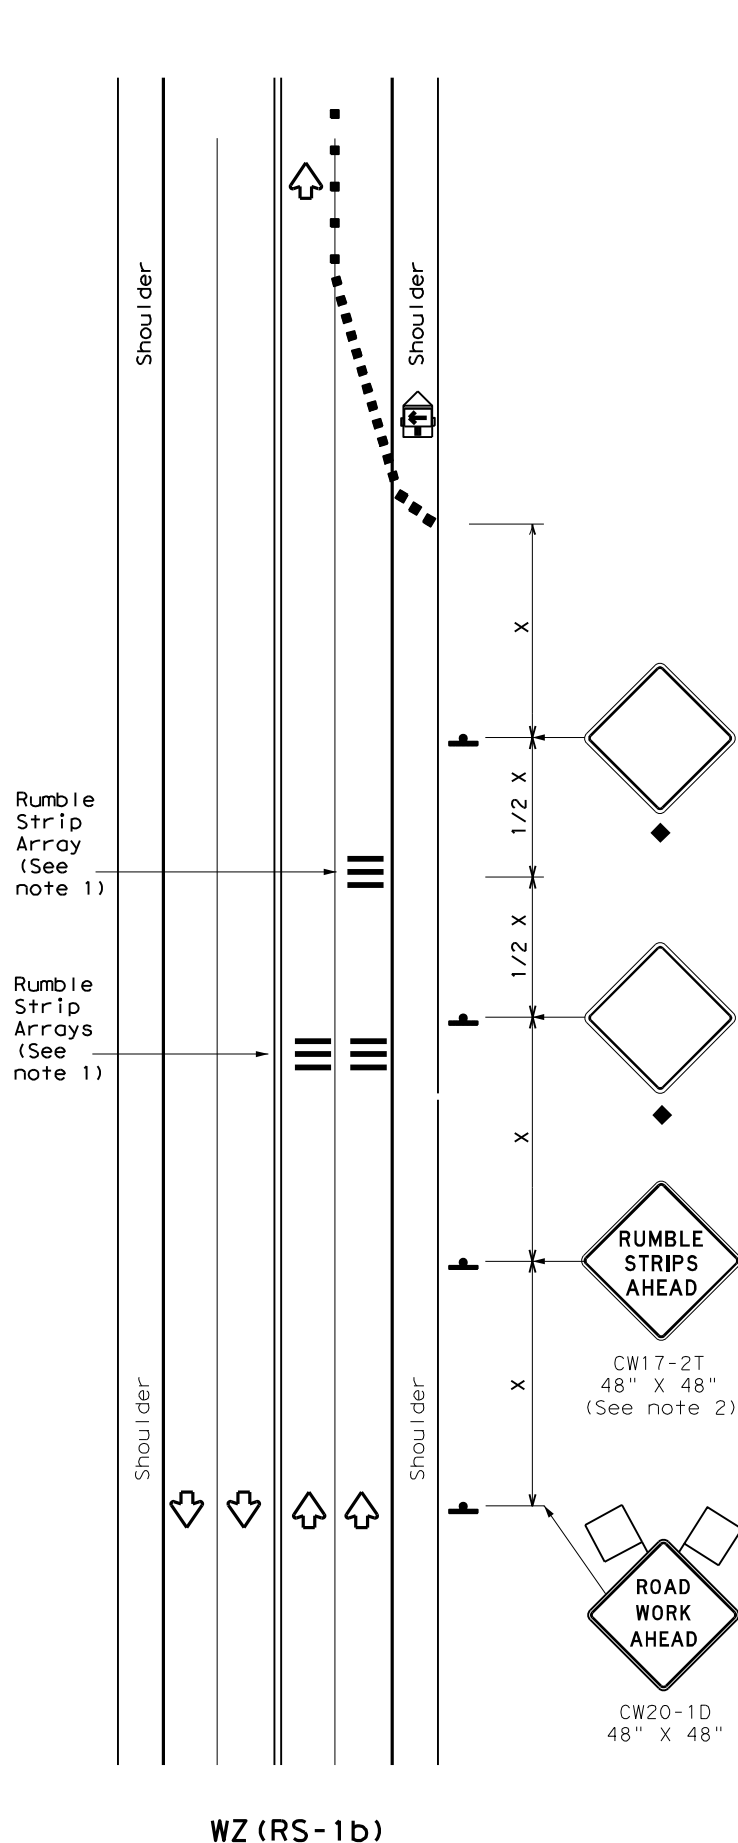 Shoulder
Shoulder
X
1/2 X
Rumble
Strip
Array
(See
note 1)
1/2 X
Rumble
Strip
Arrays
(See
note 1)
X
RUMBLE
STRIPS
AHEAD
CW17-2T
48" X 48"
(See note 2)
X
Shoulder
Shoulder
ROAD
WORK
AHEAD
CW20-1D
48" X 48"
WZ(RS-1b)